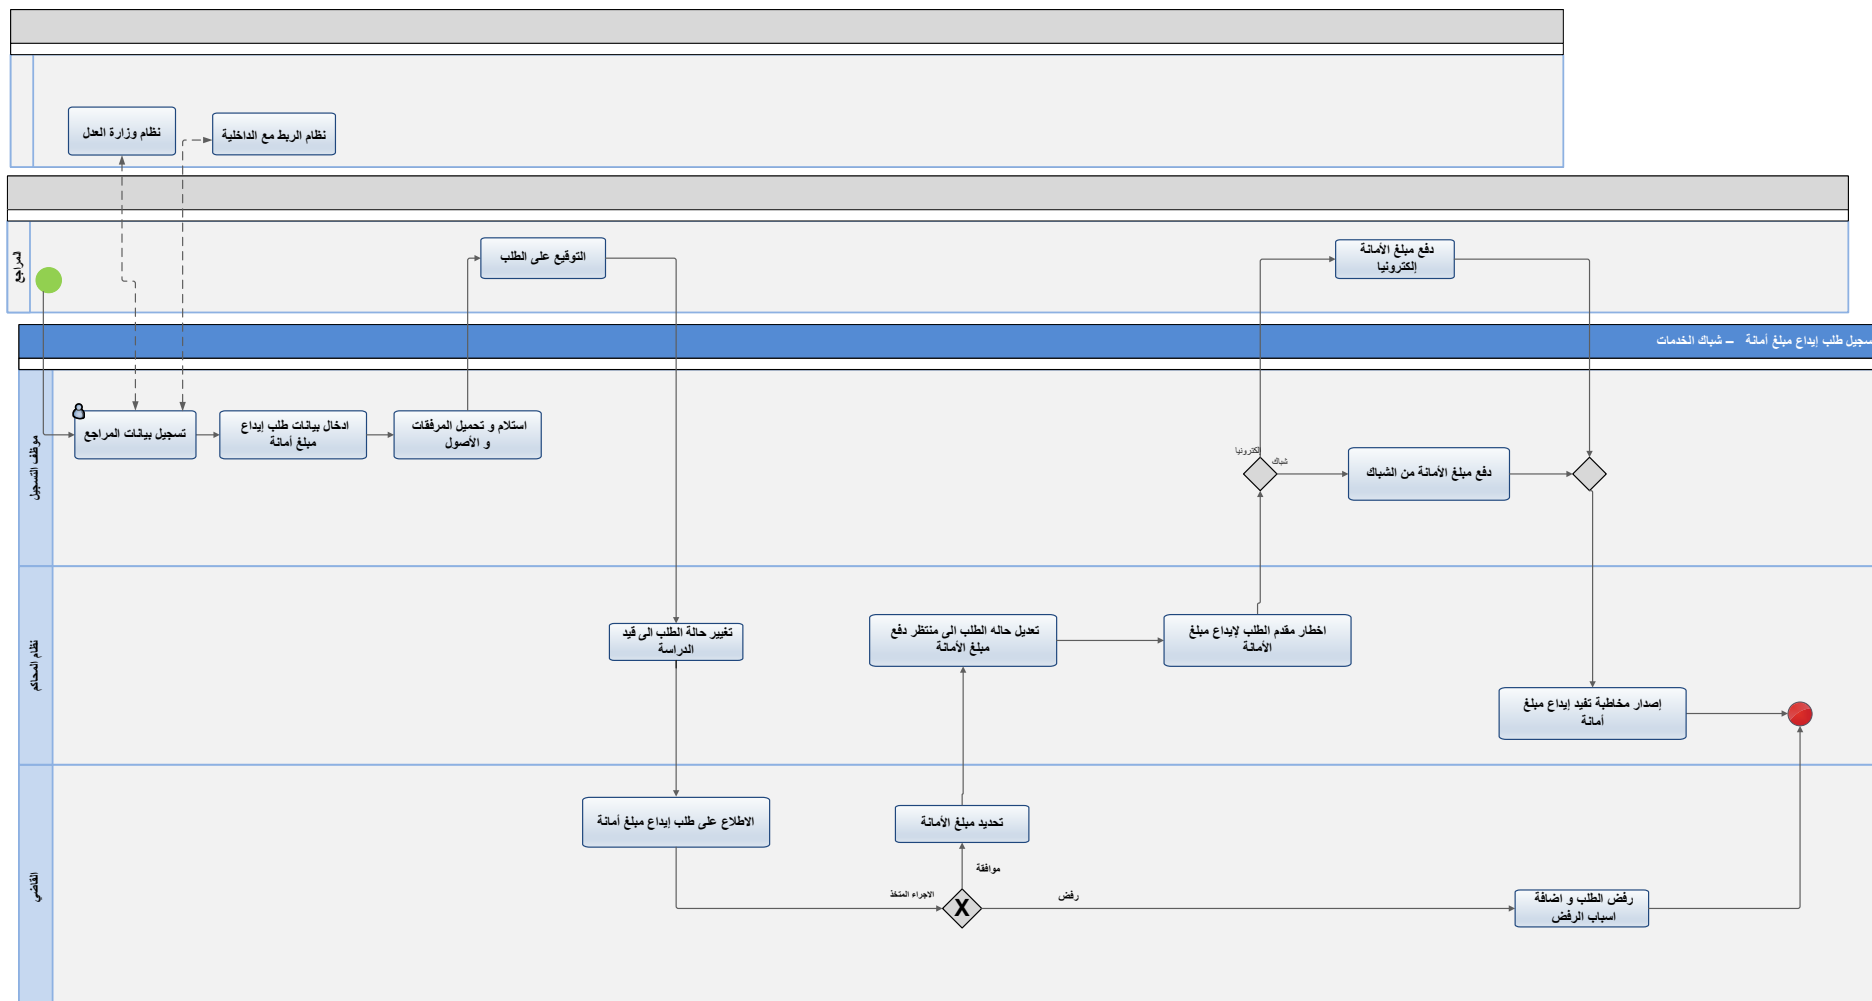 نظام وزارة العدل
نظام الربط مع الداخلية
المراجع
التوقيع على الطلب
دفع مبلغ الأمانة
إلكترونيا
سجيل طلب إيداع مبلغ أمانة – شباك الخدمات
موظف التسجيل
تسجيل بيانات المراجع
ادخال بيانات طلب إيداع
مبلغ أمانة
استلام و تحميل المرفقات
و الأصول
الكترونيا
شباك
دفع مبلغ الأمانة من الشباك
نظام المحاكم
تغيير حالة الطلب الى قيد
الدراسة
تعديل حاله الطلب الى منتظر دفع
مبلغ الأمانة
اخطار مقدم الطلب لإيداع مبلغ
الأمانة
إصدار مخاطبة تفيد إيداع مبلغ
أمانة
القاضي
الاطلاع على طلب إيداع مبلغ أمانة
تحديد مبلغ الأمانة
موافقة
الاجراء المتخذ
X
رفض
رفض الطلب و اضافة
اسباب الرفض